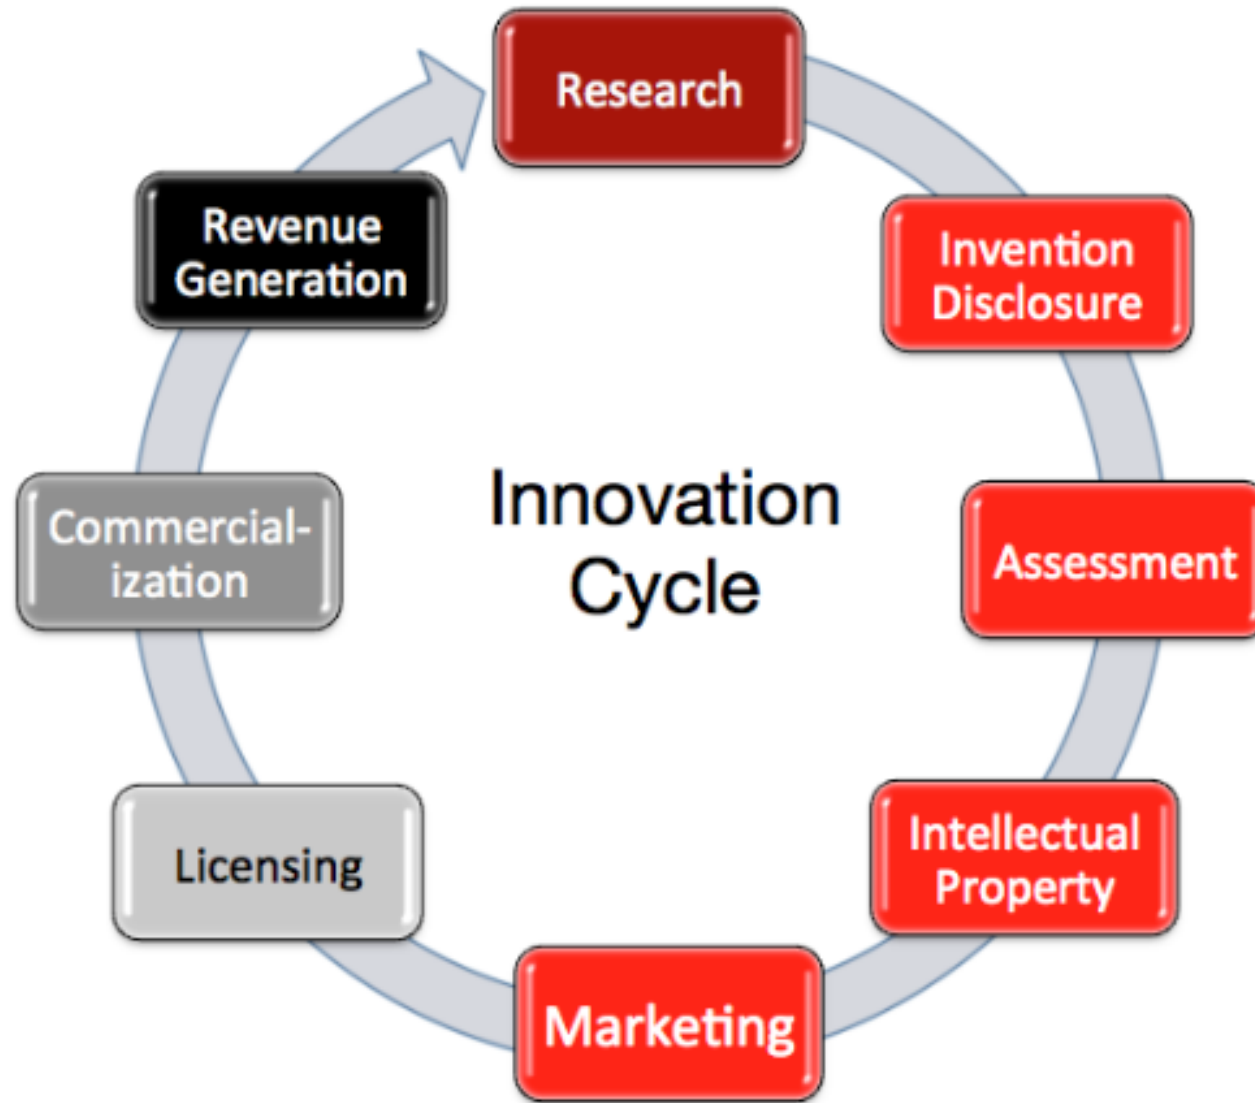 Research
Invention
Disclosure
Assessment
Intellectual
Property
Marketing
Licensing
Commercial-
ization
Revenue
Generation
Innovation
Cycle